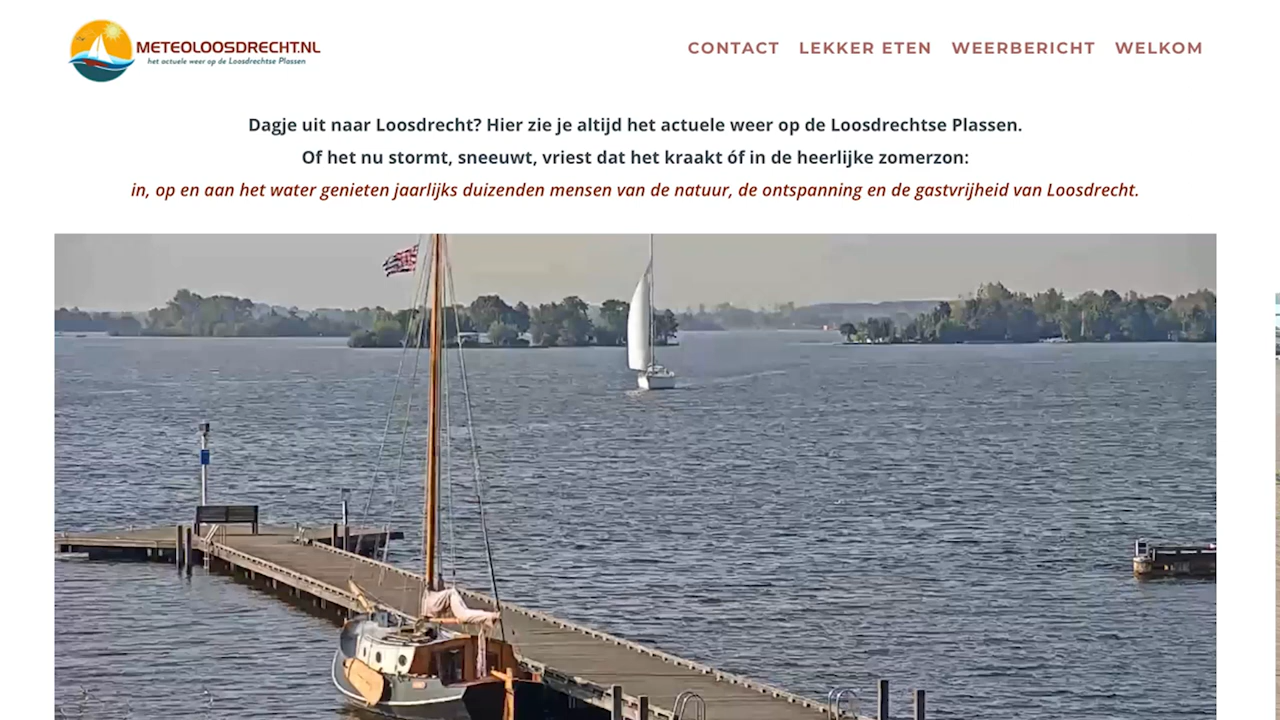 METEOLOOSDRECHT.NL
het actuele weer op de Loosdrechtse Plassen
CONTACT LEKKER ETEN WEERBERICHT WELKOM
Dagje uit naar Loosdrecht? Hier zie je altijd het actuele weer op de Loosdrechtse Plassen.
Of het nu stormt, sneeuwt, vriest dat het kraakt óf in de heerlijke zomerzon:
in, op en aan het water genieten jaarlijks duizenden mensen van de natuur, de ontspanning en de gastvrijheid van Loosdrecht.